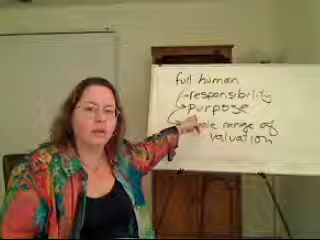 full human
responsibility
purpose
range of
valuation